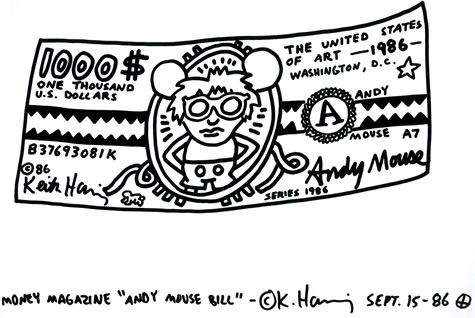 1000$
ONE THOUSAND
U.S. DOLLARS
B37693081K
©86
Keith Haring
THE UNITED STATES
OF ART —1986—
WASHINGTON, D.C.
ANDY
A
MOUSE A7
Andy Mouse
SERIES 1986
MONEY MAGAZINE "ANDY MOUSE BILL" - ©K. Haring SEPT. 15-86